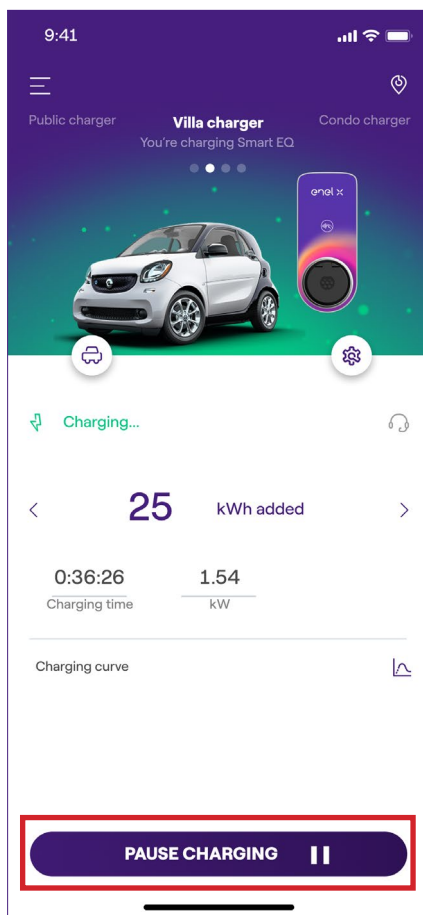 9:41
Public charger
Villa charger
Condo charger
You're charging Smart EQ
enel x
Charging...
25 kWh added
0:36:26 1.54
Charging time kW
Charging curve
PAUSE CHARGING